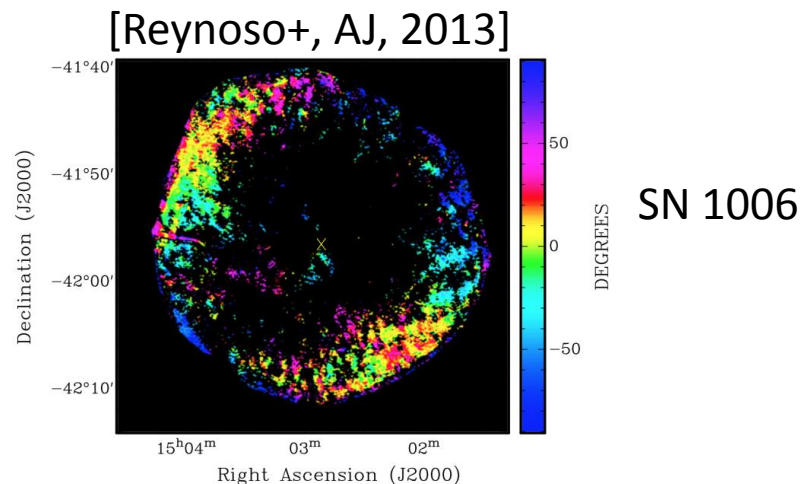 [Reynoso+, AJ, 2013]
−41°40′
−41°50′
−42°00′
−42°10′
Declination (J2000)
15ʰ04ᵐ 03ᵐ 02ᵐ
Right Ascension (J2000)
50
0
−50
DEGREES
SN 1006